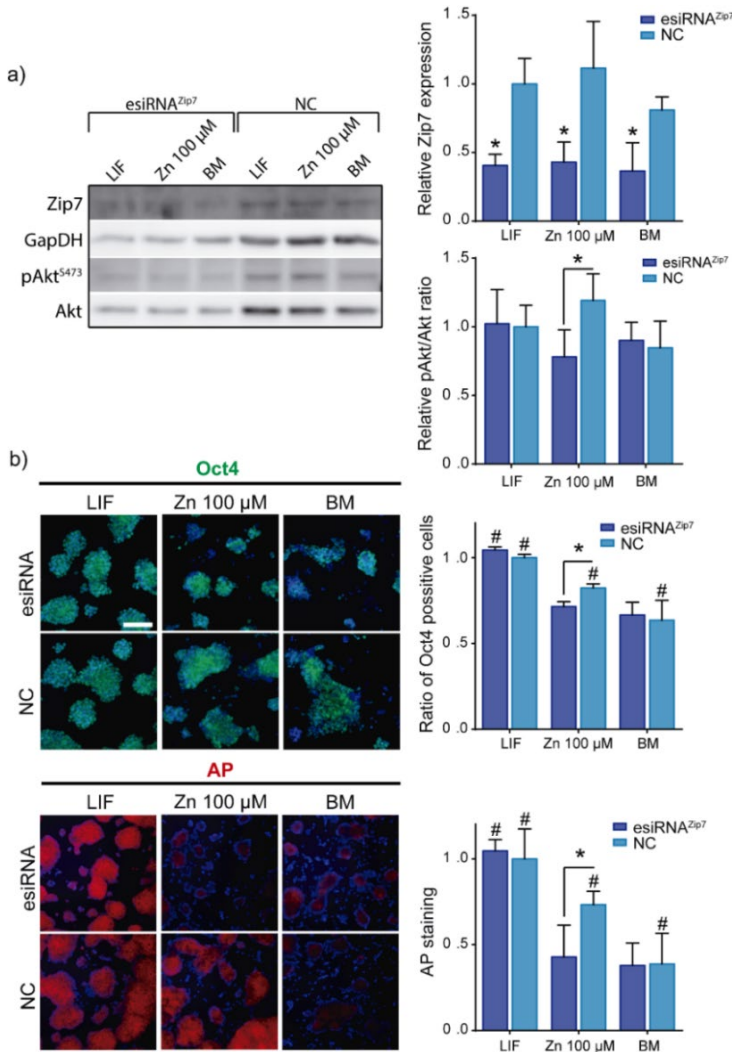 a)
esiRNA^Zip7 NC
LIF Zn 100 µM BM LIF Zn 100 µM BM
Zip7
GapDH
pAkt^S473
Akt
Relative Zip7 expression
1.5
1.0
0.5
0.0
esiRNA^Zip7
NC
* * *
LIF Zn 100 µM BM
Relative pAkt/Akt ratio
1.5
1.0
0.5
0.0
esiRNA^Zip7
NC
*
LIF Zn 100 µM BM
b)
Oct4
LIF Zn 100 µM BM
esiRNA
NC
Ratio of Oct4 possitive cells
1.0
0.5
0.0
esiRNA^Zip7
NC
# # * # #
LIF Zn 100 µM BM
AP
LIF Zn 100 µM BM
esiRNA
NC
AP staining
1.0
0.5
0.0
esiRNA^Zip7
NC
# # * # #
LIF Zn 100 µM BM